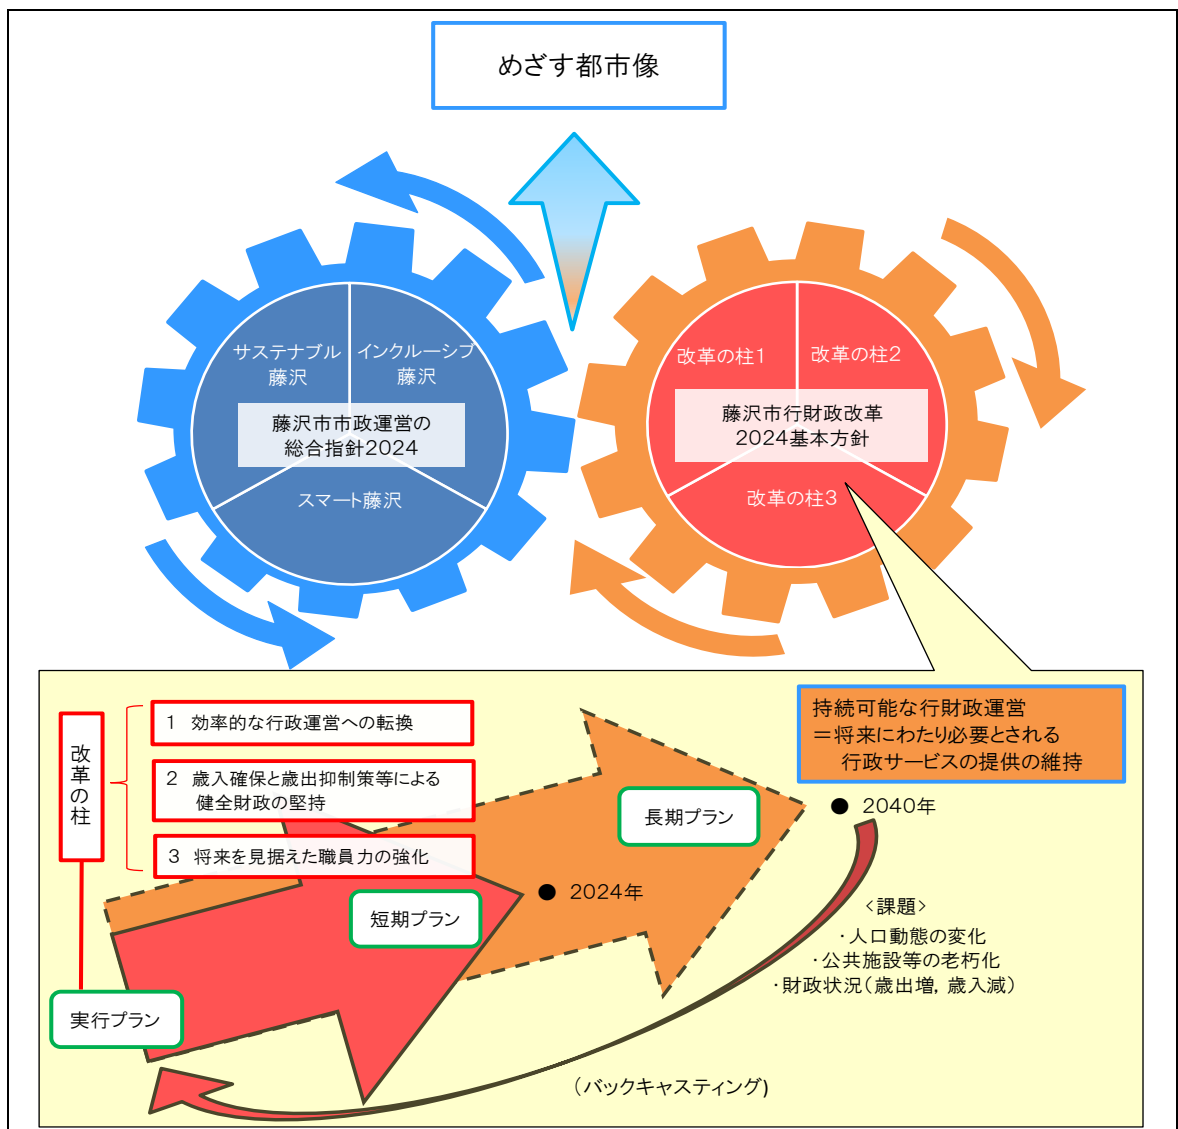 めざす都市像
サステナブル
藤沢
インクルーシブ
藤沢
藤沢市市政運営の
総合指針2024
スマート藤沢
改革の柱1
改革の柱2
藤沢市行財政改革
2024基本方針
改革の柱3
持続可能な行財政運営
＝将来にわたり必要とされる
行政サービスの提供の維持
改革の柱
1　効率的な行政運営への転換
2　歳入確保と歳出抑制策等による
健全財政の堅持
3　将来を見据えた職員力の強化
長期プラン
● 2040年
● 2024年
短期プラン
実行プラン
<課題>
・人口動態の変化
・公共施設等の老朽化
・財政状況（歳出増，歳入減）
（バックキャスティング）